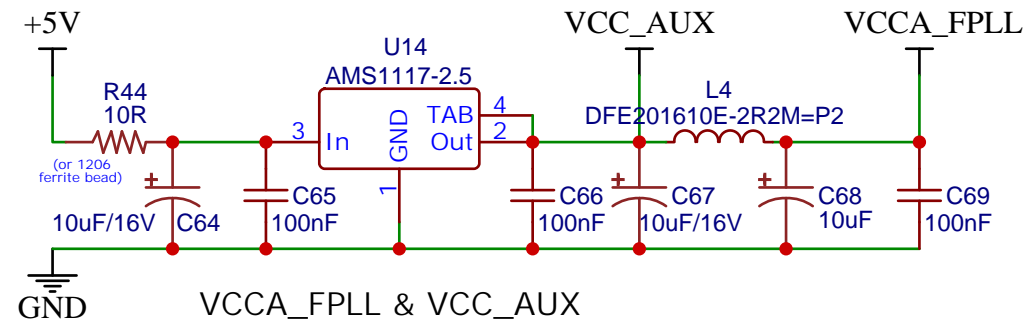 +5V
VCC_AUX
VCCA_FPLL
U14
AMS1117-2.5
R44
10R
(or 1206
ferrite bead)
3
In
GND
1
TAB
4
Out
2
L4
DFE201610E-2R2M=P2
+
10uF/16V
C64
C65
100nF
C66
100nF
+
C67
10uF/16V
+
C68
10uF
C69
100nF
GND
VCCA_FPLL & VCC_AUX